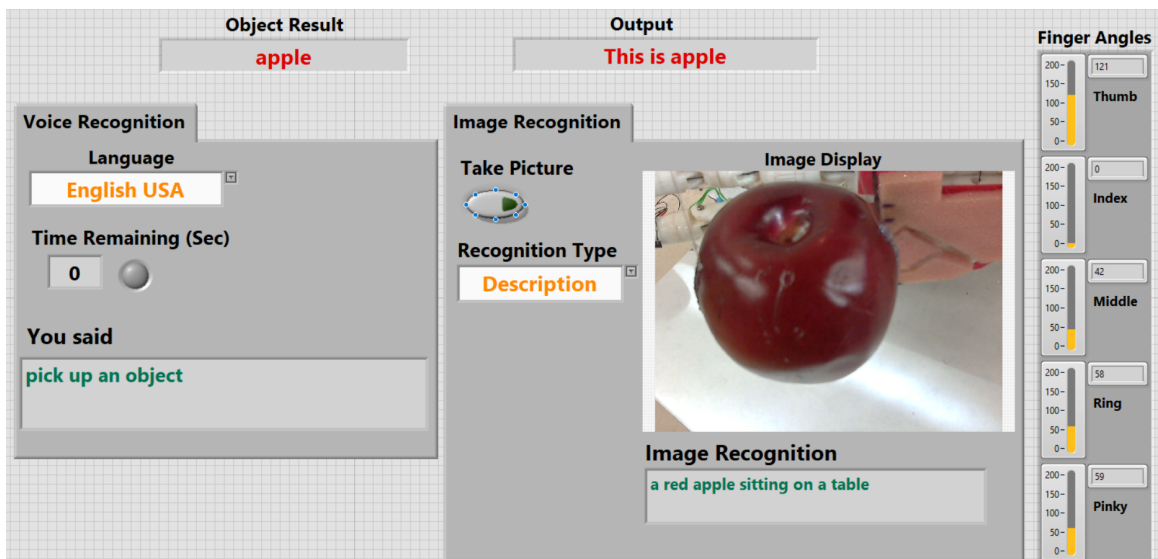 Object Result
apple
Output
This is apple
Voice Recognition
Language
English USA
Time Remaining (Sec)
0
You said
pick up an object
Image Recognition
Take Picture
Recognition Type
Description
Image Display
Image Recognition
a red apple sitting on a table
Finger Angles
200-
150-
100-
50-
0-
121
Thumb
200-
150-
100-
50-
0-
0
Index
200-
150-
100-
50-
0-
42
Middle
200-
150-
100-
50-
0-
58
Ring
200-
150-
100-
50-
0-
59
Pinky